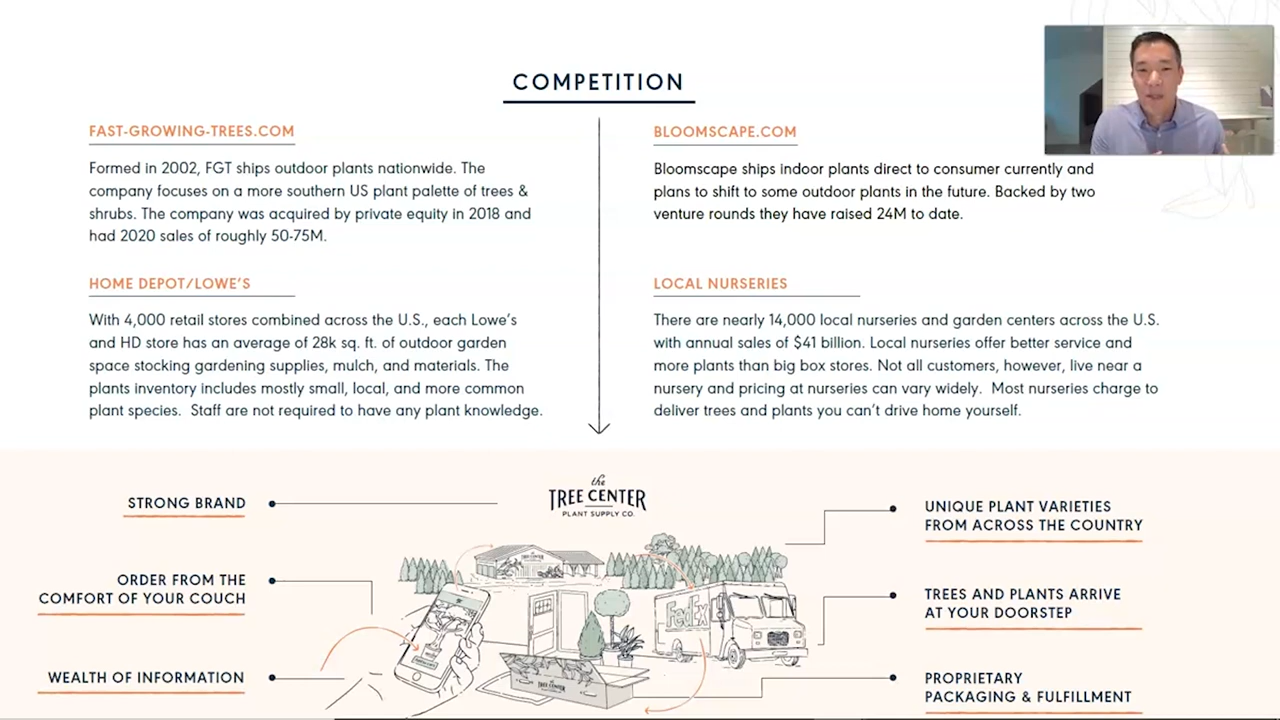 COMPETITION
FAST-GROWING-TREES.COM
Formed in 2002, FGT ships outdoor plants nationwide. The
company focuses on a more southern US plant palette of trees &
shrubs. The company was acquired by private equity in 2018 and
had 2020 sales of roughly 50-75M.
HOME DEPOT/LOWE'S
With 4,000 retail stores combined across the U.S., each Lowe's
and HD store has an average of 28k sq. ft. of outdoor garden
space stocking gardening supplies, mulch, and materials. The
plants inventory includes mostly small, local, and more common
plant species. Staff are not required to have any plant knowledge.
BLOOMSCAPE.COM
Bloomscape ships indoor plants direct to consumer currently and
plans to shift to some outdoor plants in the future. Backed by two
venture rounds they have raised 24M to date.
LOCAL NURSERIES
There are nearly 14,000 local nurseries and garden centers across the U.S.
with annual sales of $41 billion. Local nurseries offer better service and
more plants than big box stores. Not all customers, however, live near a
nursery and pricing at nurseries can vary widely. Most nurseries charge to
deliver trees and plants you can't drive home yourself.
STRONG BRAND
ORDER FROM THE
COMFORT OF YOUR COUCH
WEALTH OF INFORMATION
the
TREE CENTER
PLANT SUPPLY CO.
TREE CENTER
FedEx
TREE CENTER
UNIQUE PLANT VARIETIES
FROM ACROSS THE COUNTRY
TREES AND PLANTS ARRIVE
AT YOUR DOORSTEP
PROPRIETARY
PACKAGING & FULFILLMENT